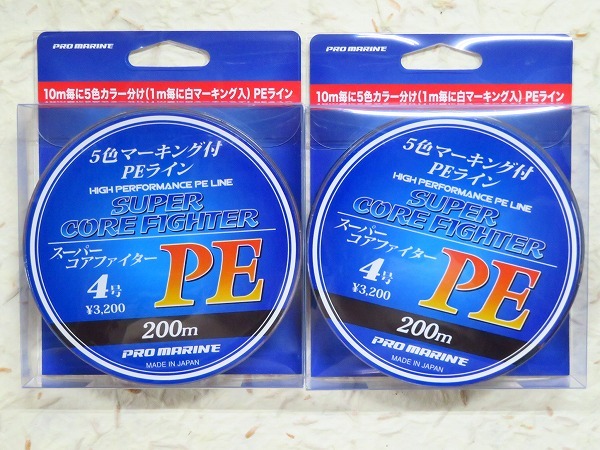 PRO MARINE
10m毎に5色カラー分け(1m毎に白マーキング入) PEライン
5色マーキング付
PEライン
HIGH PERFORMANCE PE LINE
SUPER
CORE FIGHTER
スーパー
コアファイター
PE
4号
¥3,200
200m
PRO MARINE
MADE IN JAPAN
PRO MARINE
10m毎に5色カラー分け(1m毎に白マーキング入) PEライン
5色マーキング付
PEライン
HIGH PERFORMANCE PE LINE
SUPER
CORE FIGHTER
スーパー
コアファイター
PE
4号
¥3,200
200m
PRO MARINE
MADE IN JAPAN